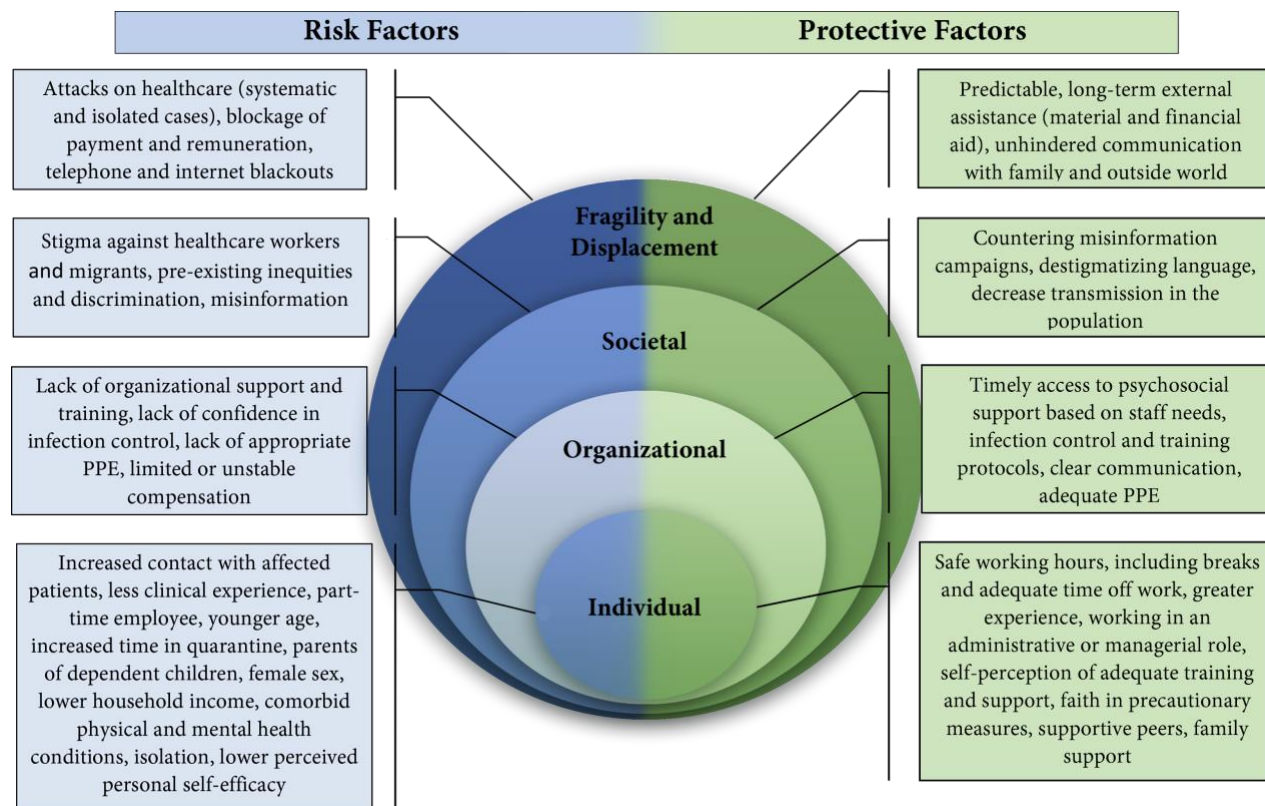 Risk Factors
Protective Factors
Attacks on healthcare (systematic
and isolated cases), blockage of
payment and remuneration,
telephone and internet blackouts
Predictable, long-term external
assistance (material and financial
aid), unhindered communication
with family and outside world
Fragility and
Displacement
Stigma against healthcare workers
and migrants, pre-existing inequities
and discrimination, misinformation
Countering misinformation
campaigns, destigmatizing language,
decrease transmission in the
population
Societal
Lack of organizational support and
training, lack of confidence in
infection control, lack of appropriate
PPE, limited or unstable
compensation
Timely access to psychosocial
support based on staff needs,
infection control and training
protocols, clear communication,
adequate PPE
Organizational
Increased contact with affected
patients, less clinical experience, part-
time employee, younger age,
increased time in quarantine, parents
of dependent children, female sex,
lower household income, comorbid
physical and mental health
conditions, isolation, lower perceived
personal self-efficacy
Safe working hours, including breaks
and adequate time off work, greater
experience, working in an
administrative or managerial role,
self-perception of adequate training
and support, faith in precautionary
measures, supportive peers, family
support
Individual